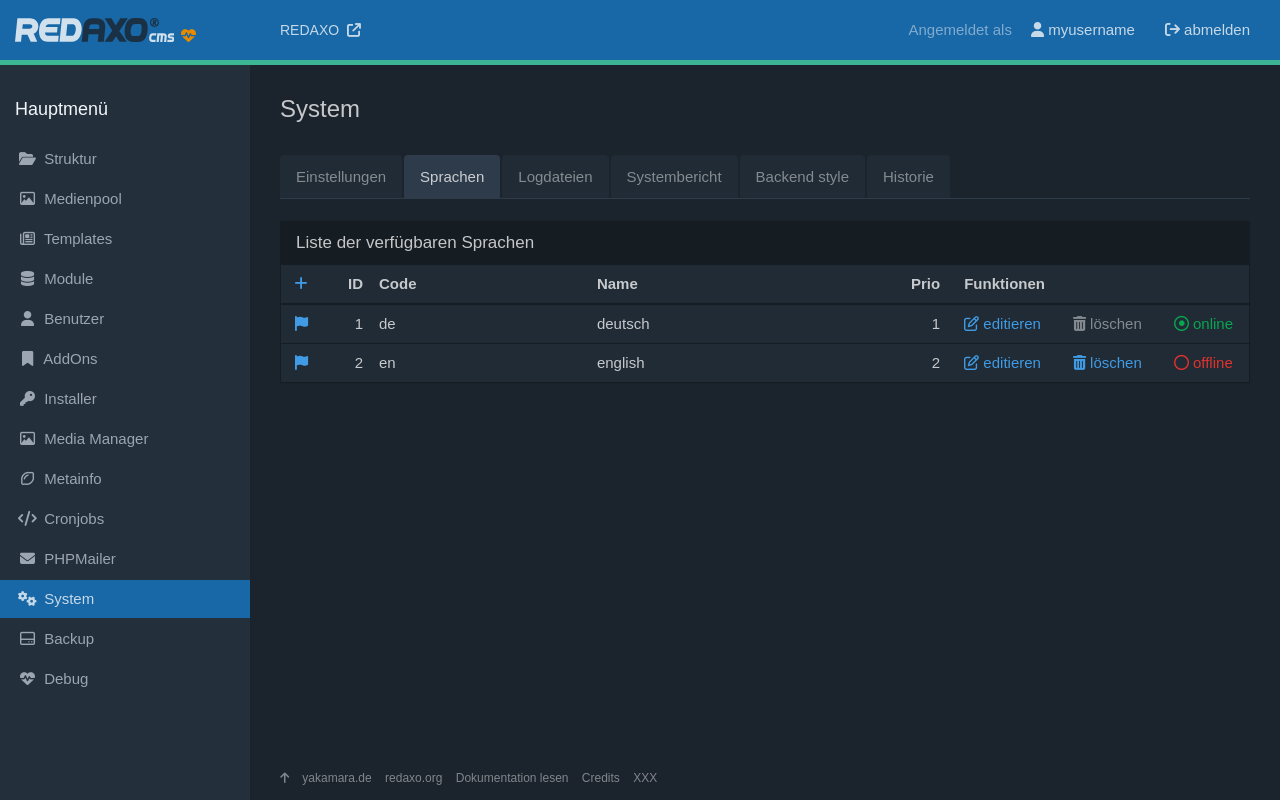 REDAXO® cms
REDAXO
Angemeldet als myusername abmelden
Hauptmenü
Struktur
Medienpool
Templates
Module
Benutzer
AddOns
Installer
Media Manager
Metainfo
Cronjobs
PHPMailer
System
Backup
Debug
System
Einstellungen Sprachen Logdateien Systembericht Backend style Historie
Liste der verfügbaren Sprachen
ID Code Name Prio Funktionen
1 de deutsch 1 editieren löschen online
2 en english 2 editieren löschen offline
yakamara.de redaxo.org Dokumentation lesen Credits XXX